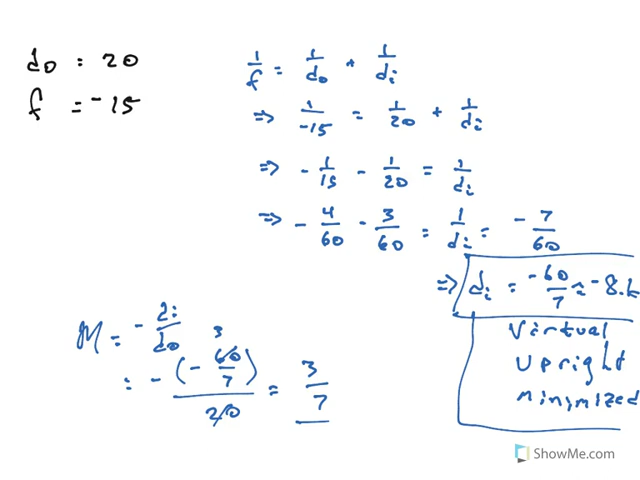 do : 20
f = -15
1/f = 1/do + 1/di
=> 1/-15 = 1/20 + 1/di
=> - 1/15 - 1/20 = 1/di
=> - 4/60 - 3/60 = 1/di = - 7/60
=> di = -60/7 ≈ -8.6
Virtual
Upright
Minimized
M = - di/do
= - (- 60/7)/20 = 3/7
3
ShowMe.com